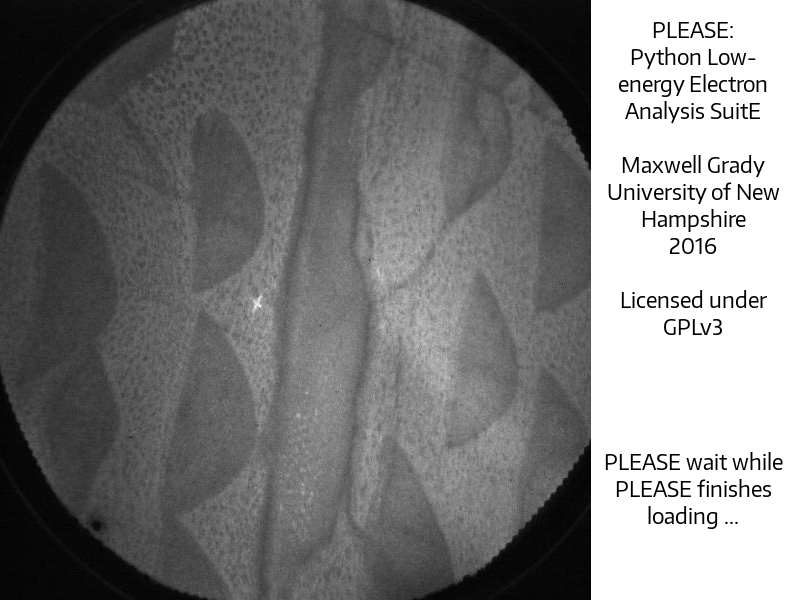 PLEASE:
Python Low-
energy Electron
Analysis SuitE
Maxwell Grady
University of New
Hampshire
2016
Licensed under
GPLv3
PLEASE wait while
PLEASE finishes
loading ...